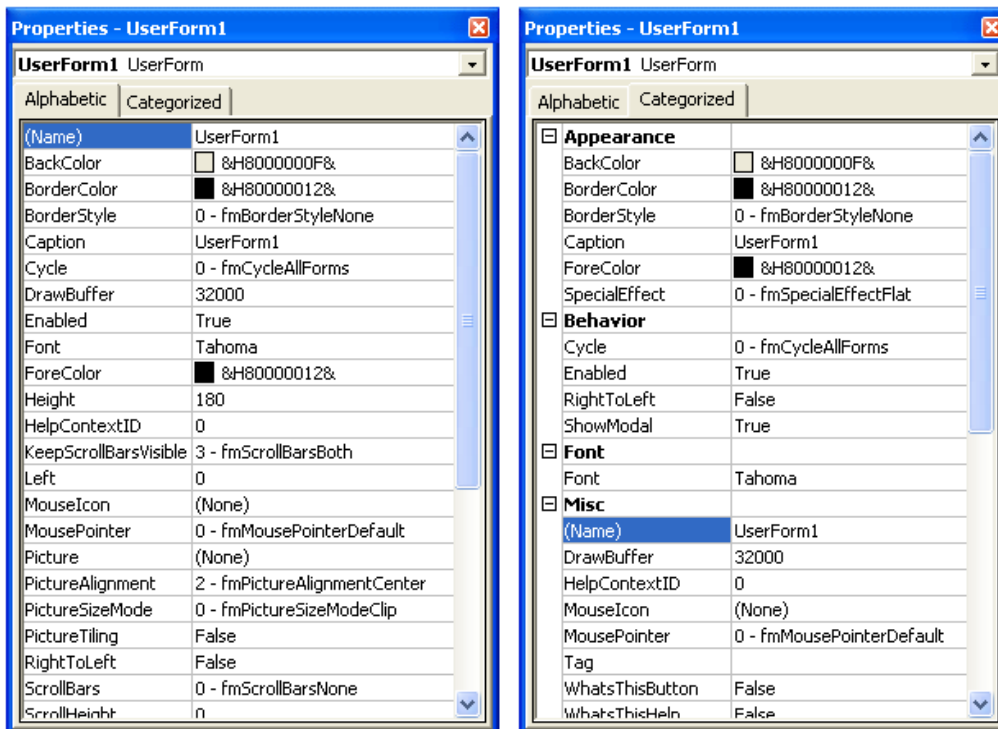 Properties - UserForm1
UserForm1 UserForm
Alphabetic Categorized
(Name) UserForm1
BackColor &H8000000F&
BorderColor &H80000012&
BorderStyle 0 - fmBorderStyleNone
Caption UserForm1
Cycle 0 - fmCycleAllForms
DrawBuffer 32000
Enabled True
Font Tahoma
ForeColor &H80000012&
Height 180
HelpContextID 0
KeepScrollBarsVisible 3 - fmScrollBarsBoth
Left 0
MouseIcon (None)
MousePointer 0 - fmMousePointerDefault
Picture (None)
PictureAlignment 2 - fmPictureAlignmentCenter
PictureSizeMode 0 - fmPictureSizeModeClip
PictureTiling False
RightToLeft False
ScrollBars 0 - fmScrollBarsNone
ScrollHeight 0
Properties - UserForm1
UserForm1 UserForm
Alphabetic Categorized
Appearance
BackColor &H8000000F&
BorderColor &H80000012&
BorderStyle 0 - fmBorderStyleNone
Caption UserForm1
ForeColor &H80000012&
SpecialEffect 0 - fmSpecialEffectFlat
Behavior
Cycle 0 - fmCycleAllForms
Enabled True
RightToLeft False
ShowModal True
Font
Font Tahoma
Misc
(Name) UserForm1
DrawBuffer 32000
HelpContextID 0
MouseIcon (None)
MousePointer 0 - fmMousePointerDefault
Tag
WhatsThisButton False
WhatsThisHelp False